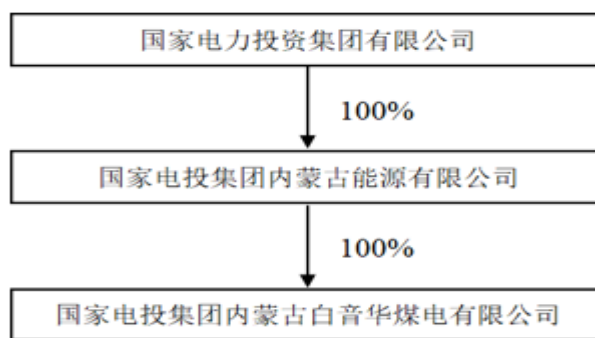 国家电力投资集团有限公司
100%
国家电投集团内蒙古能源有限公司
100%
国家电投集团内蒙古白音华煤电有限公司